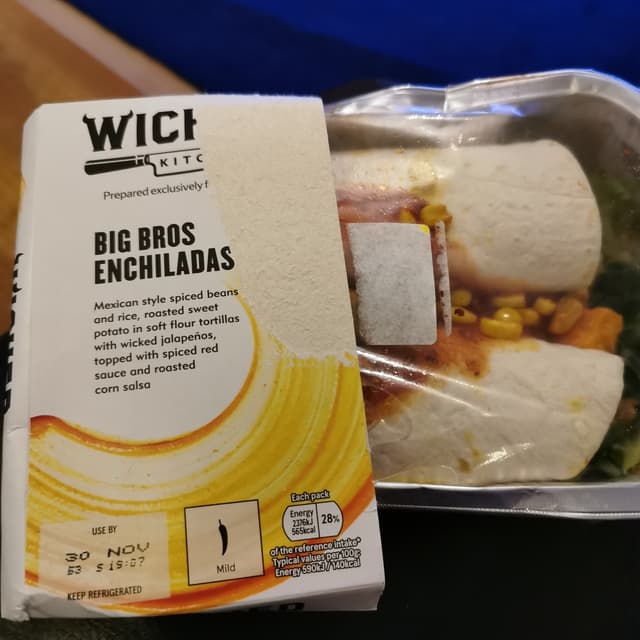 WICK
KITC
Prepared exclusively f
BIG BROS
ENCHILADAS
Mexican style spiced beans
and rice, roasted sweet
potato in soft flour tortillas
with wicked jalapeños,
topped with spiced red
sauce and roasted
corn salsa
USE BY
30 NOV
S 15:07
KEEP REFRIGERATED
Mild
Each pack
Energy
2376kJ
565kcal
28%
of the reference intake*
Typical values per 100g:
Energy 590kJ / 140kcal